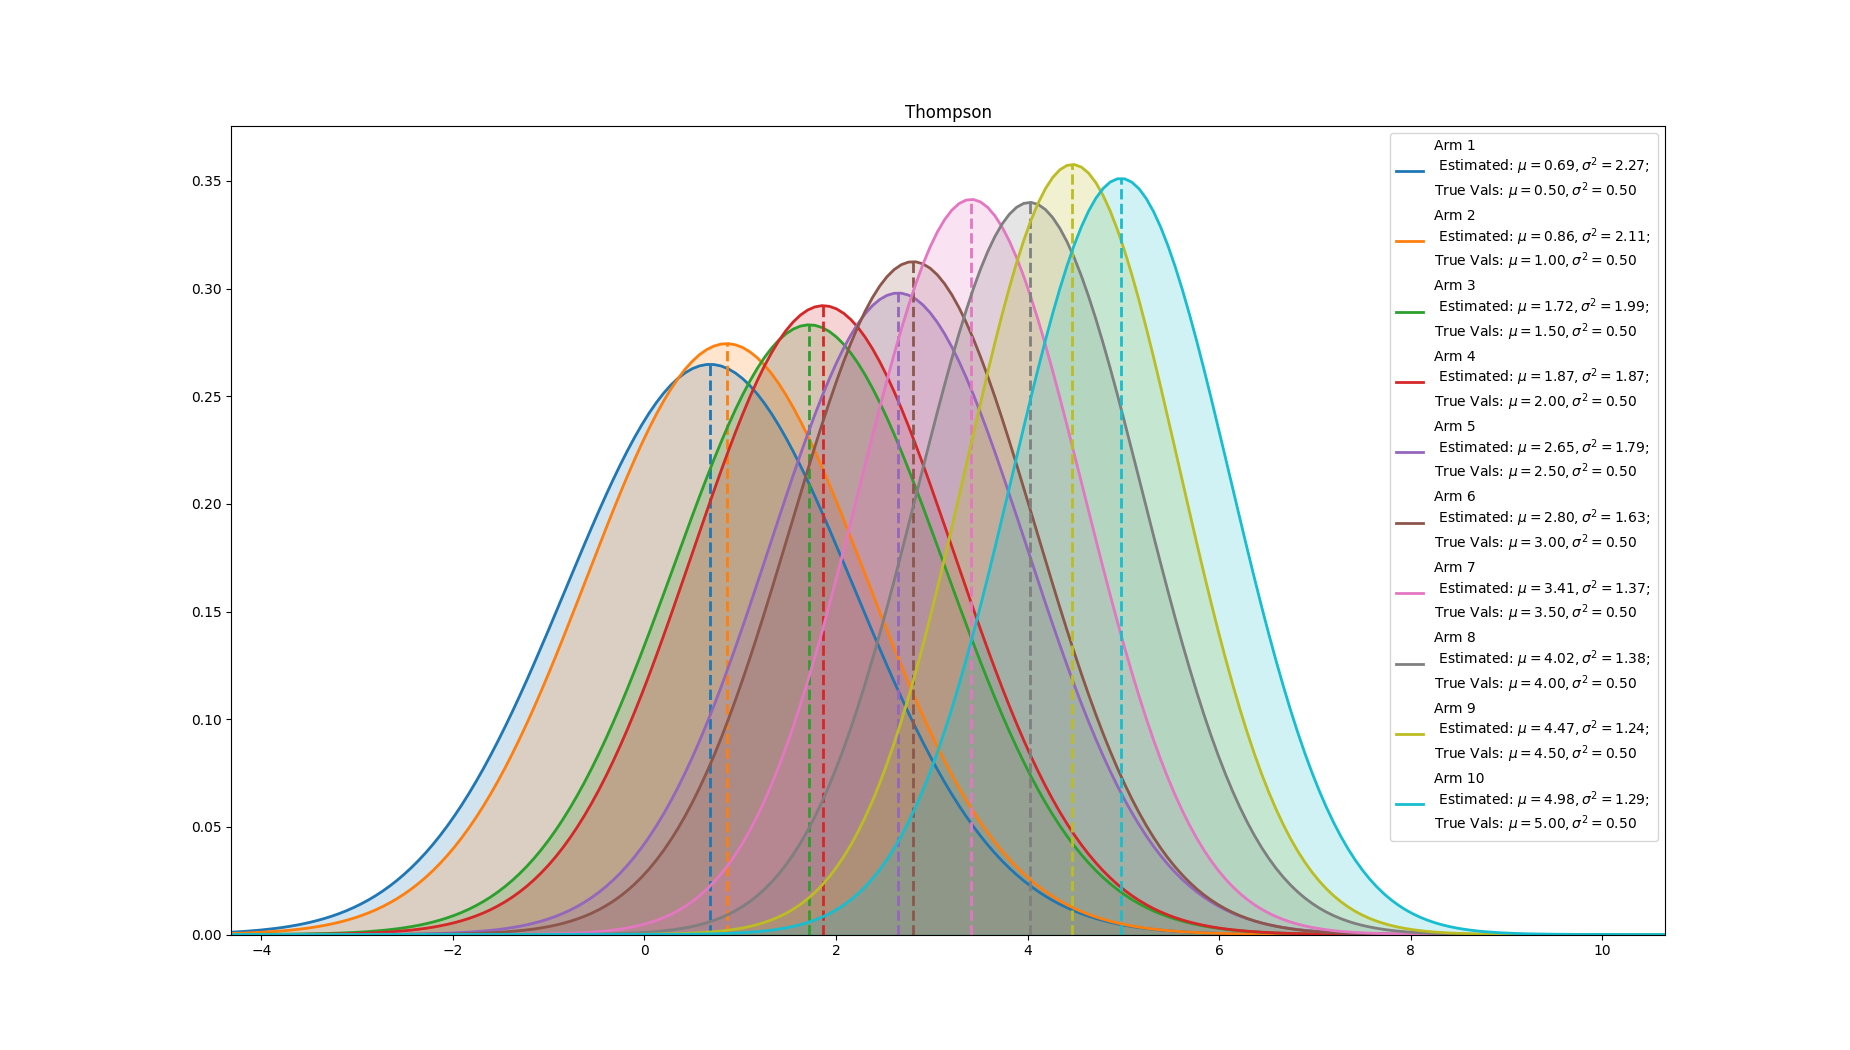 Thompson
0.35
0.30
0.25
0.20
0.15
0.10
0.05
0.00
−4
−2
0
2
4
6
8
10
Arm 1
Estimated: μ = 0.69, σ² = 2.27;
True Vals: μ = 0.50, σ² = 0.50
Arm 2
Estimated: μ = 0.86, σ² = 2.11;
True Vals: μ = 1.00, σ² = 0.50
Arm 3
Estimated: μ = 1.72, σ² = 1.99;
True Vals: μ = 1.50, σ² = 0.50
Arm 4
Estimated: μ = 1.87, σ² = 1.87;
True Vals: μ = 2.00, σ² = 0.50
Arm 5
Estimated: μ = 2.65, σ² = 1.79;
True Vals: μ = 2.50, σ² = 0.50
Arm 6
Estimated: μ = 2.80, σ² = 1.63;
True Vals: μ = 3.00, σ² = 0.50
Arm 7
Estimated: μ = 3.41, σ² = 1.37;
True Vals: μ = 3.50, σ² = 0.50
Arm 8
Estimated: μ = 4.02, σ² = 1.38;
True Vals: μ = 4.00, σ² = 0.50
Arm 9
Estimated: μ = 4.47, σ² = 1.24;
True Vals: μ = 4.50, σ² = 0.50
Arm 10
Estimated: μ = 4.98, σ² = 1.29;
True Vals: μ = 5.00, σ² = 0.50